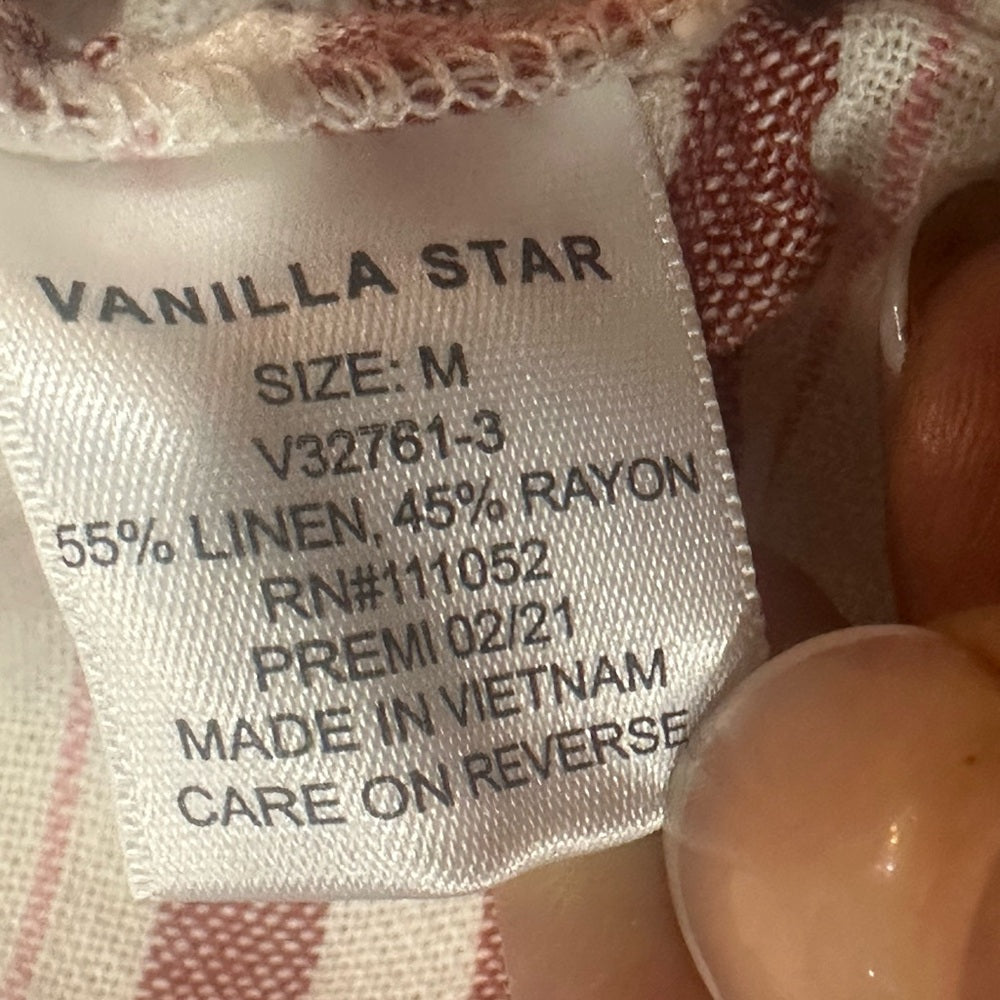 VANILLA STAR
SIZE: M
V32761-3
55% LINEN, 45% RAYON
RN#111052
PREMI 02/21
MADE IN VIETNAM
CARE ON REVERSE